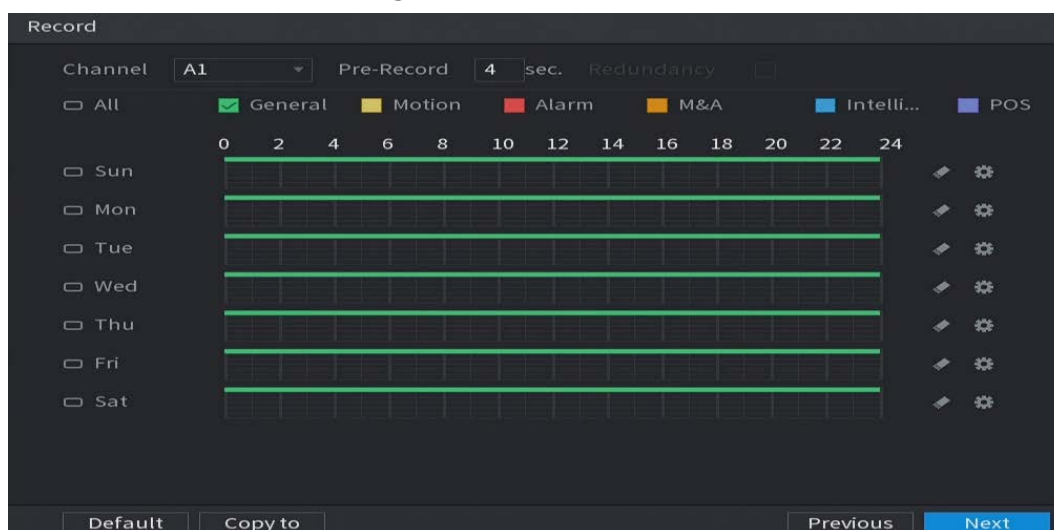 Record
Channel A1 Pre-Record 4 sec. Redundancy
All General Motion Alarm M&A Intelli... POS
0 2 4 6 8 10 12 14 16 18 20 22 24
Sun
Mon
Tue
Wed
Thu
Fri
Sat
Default Copy to Previous Next